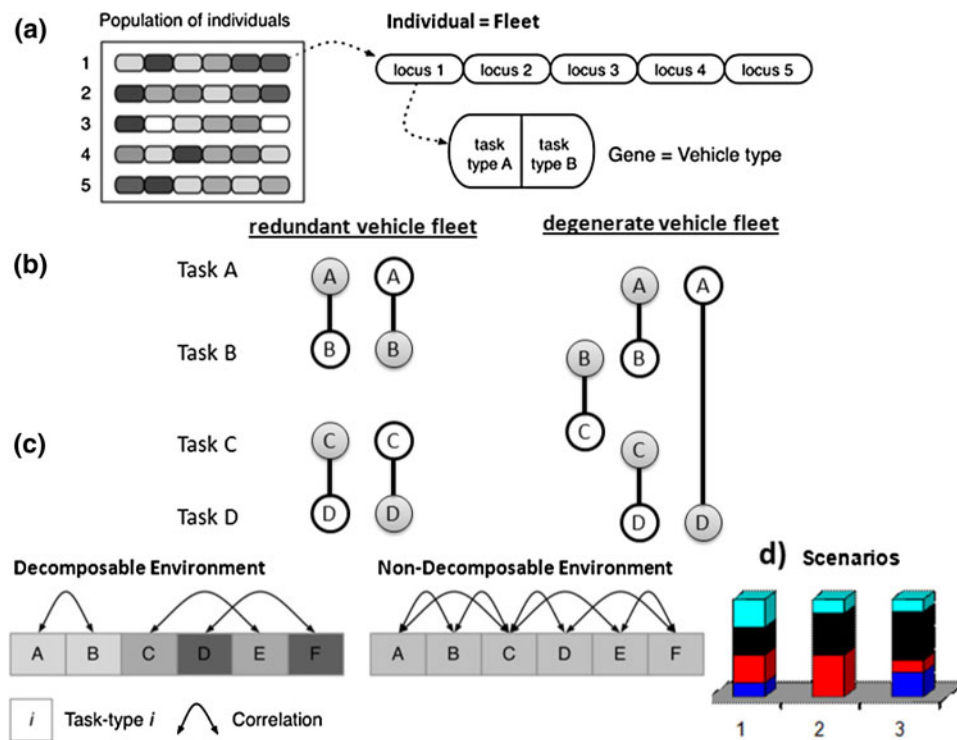 (a)
Population of individuals
1
2
3
4
5
Individual = Fleet
locus 1 locus 2 locus 3 locus 4 locus 5
task type A
task type B
Gene = Vehicle type
redundant vehicle fleet
degenerate vehicle fleet
(b)
Task A
A A
A A
Task B
B B
B B
C
(c)
Task C
C C
C
Task D
D D
D D
Decomposable Environment
A B C D E F
Non-Decomposable Environment
A B C D E F
i Task-type i Correlation
d) Scenarios
1 2 3